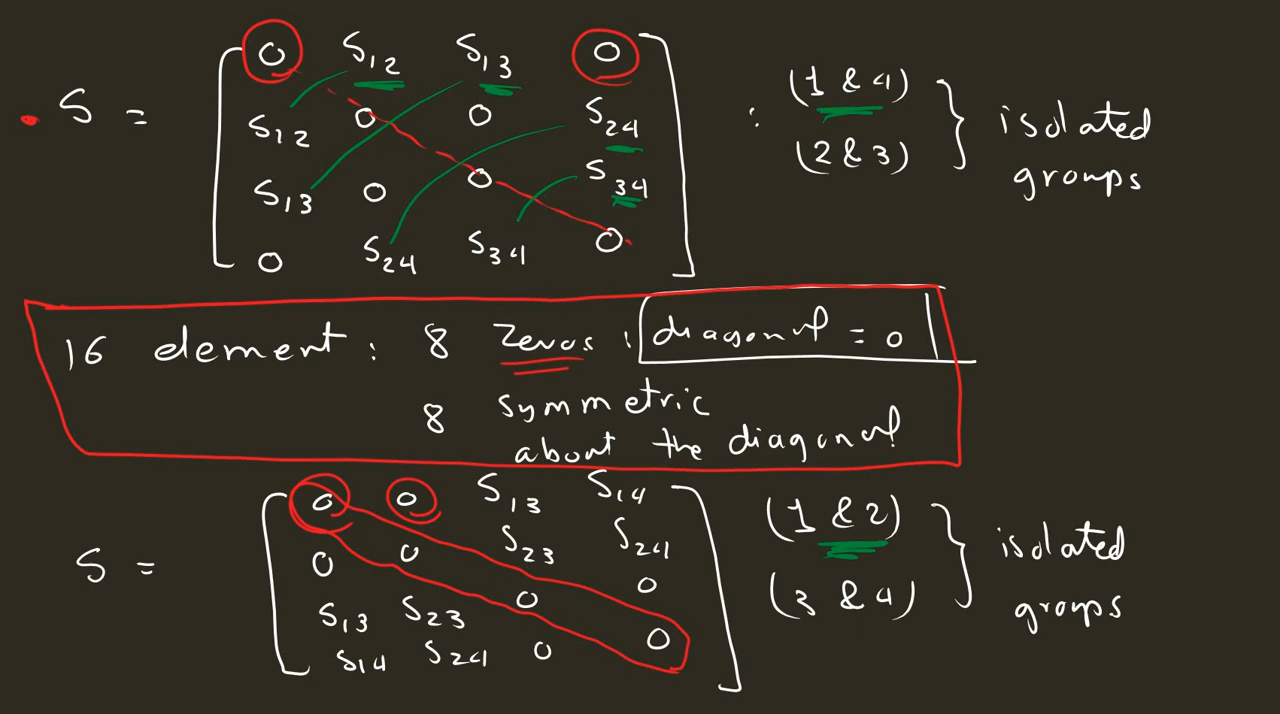 0 S12 S13 0
S = S12 0 0 S24 : (1 & 4) } isolated
S13 0 0 S34 (2 & 3) groups
0 S24 S34 0
16 element : 8 zeros : diagonal = 0
8 symmetric
about the diagonal
0 0 S13 S14 (1 & 2) } isolated
S = 0 0 S23 S24
S13 S23 0 0 (3 & 4) groups
S14 S24 0 0